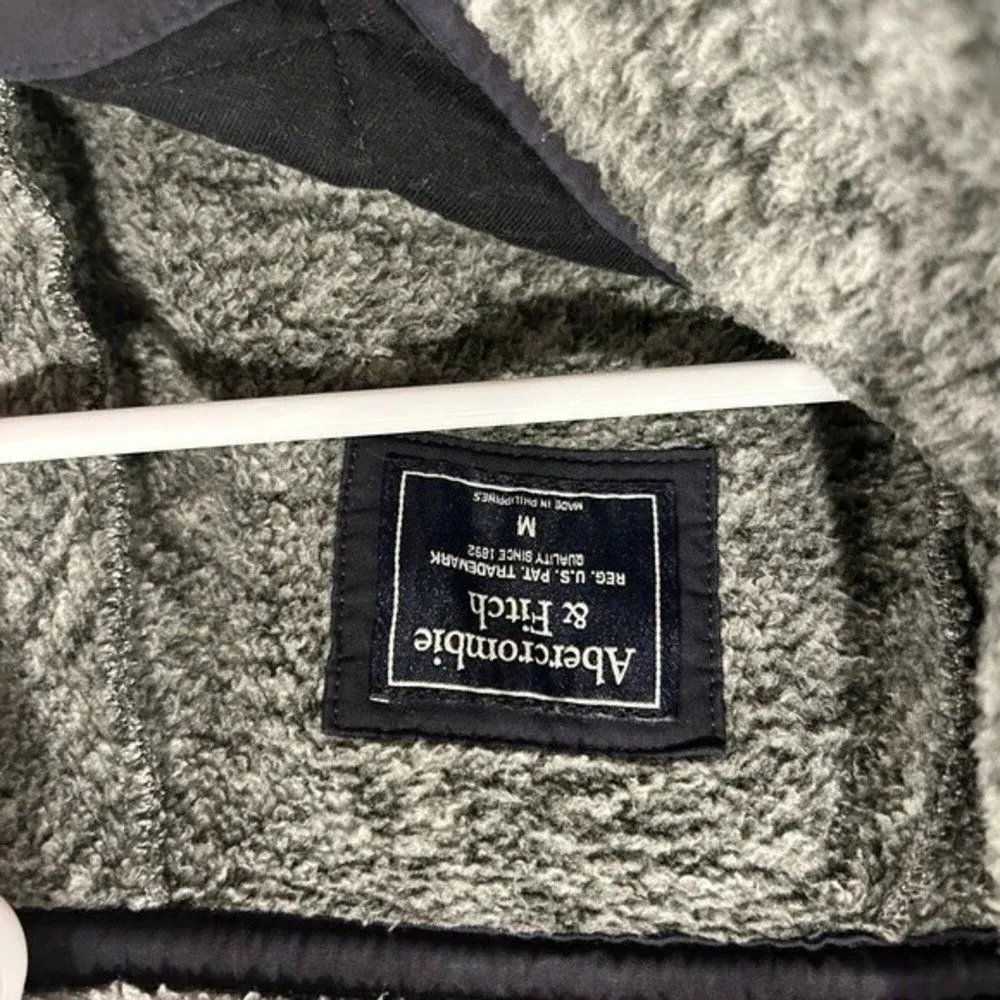 Abercrombie
& Fitch
REG. U.S. PAT. TRADEMARK
QUALITY SINCE 1892
M
MADE IN PHILIPPINES